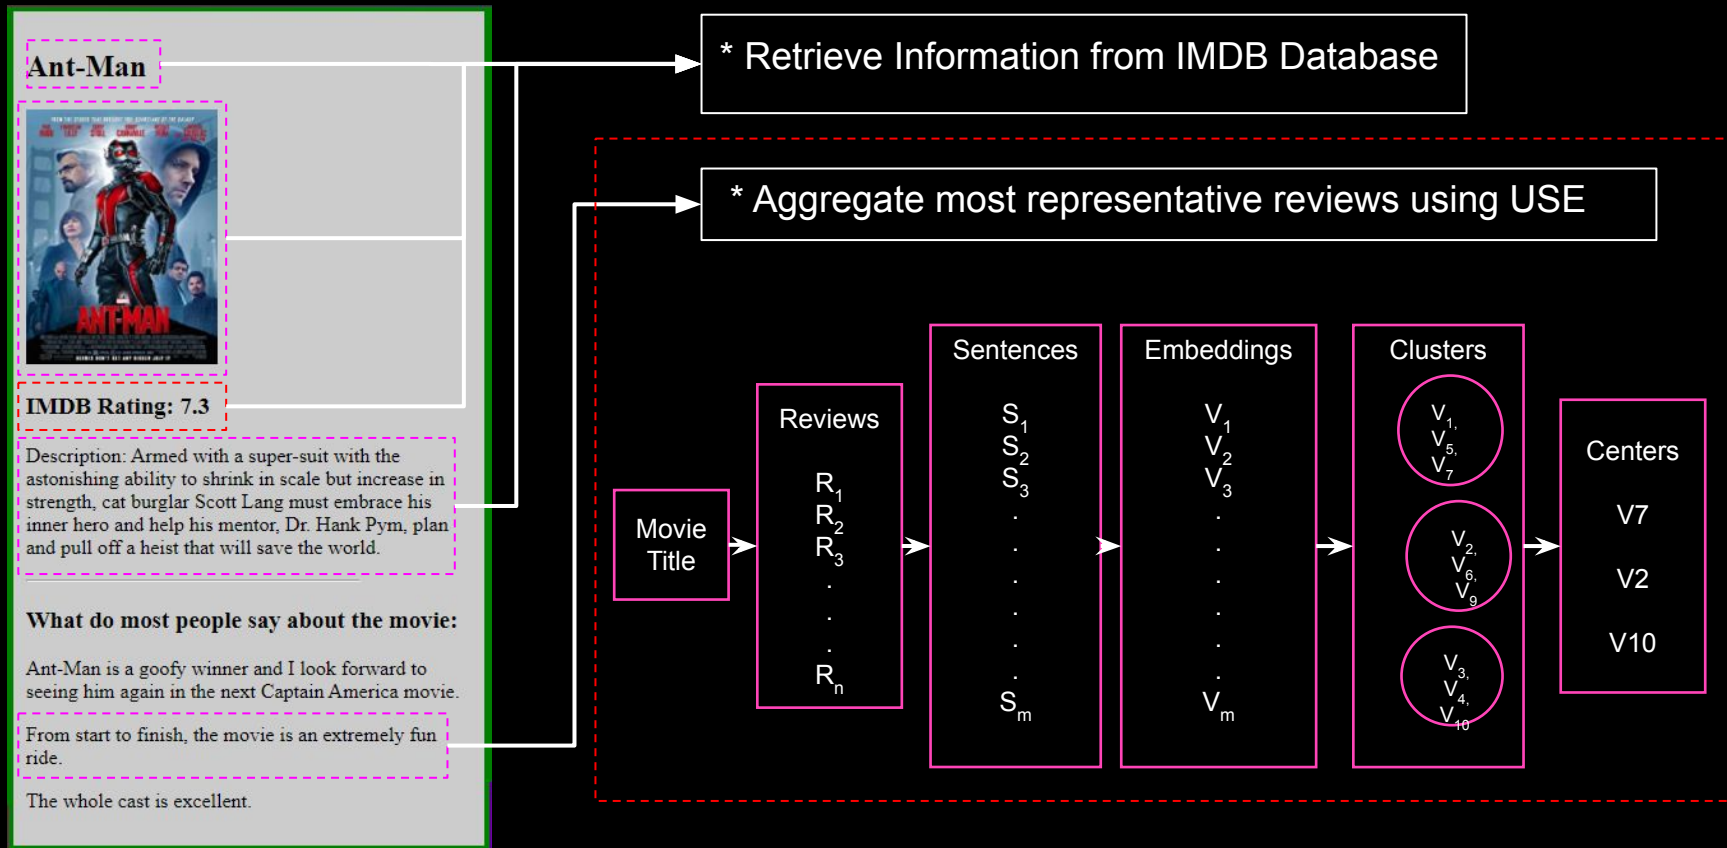 Ant-Man
ANT-MAN
IMDB Rating: 7.3
Description: Armed with a super-suit with the
astonishing ability to shrink in scale but increase in
strength, cat burglar Scott Lang must embrace his
inner hero and help his mentor, Dr. Hank Pym, plan
and pull off a heist that will save the world.
What do most people say about the movie:
Ant-Man is a goofy winner and I look forward to
seeing him again in the next Captain America movie.
From start to finish, the movie is an extremely fun
ride.
The whole cast is excellent.
* Retrieve Information from IMDB Database
* Aggregate most representative reviews using USE
Movie
Title
Reviews
R1
R2
R3
.
.
.
Rn
Sentences
S1
S2
S3
.
.
.
.
.
.
Sm
Embeddings
V1
V2
V3
.
.
.
.
.
.
Vm
Clusters
V1,
V5,
V7
V2,
V6,
V9
V3,
V4,
V10
Centers
V7
V2
V10